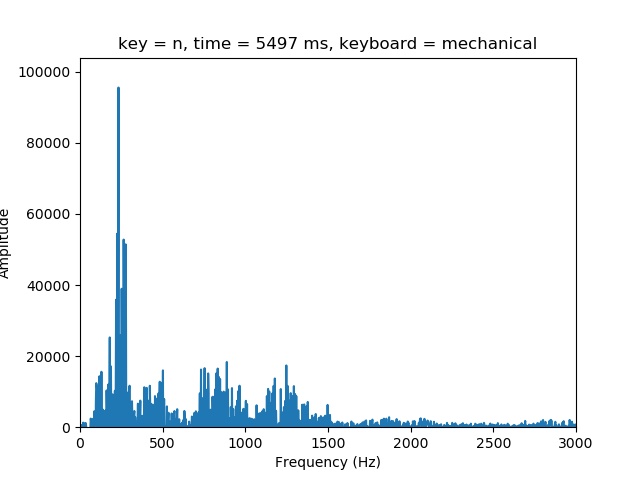 key = n, time = 5497 ms, keyboard = mechanical
100000
80000
60000
40000
20000
0
Amplitude
0 500 1000 1500 2000 2500 3000
Frequency (Hz)